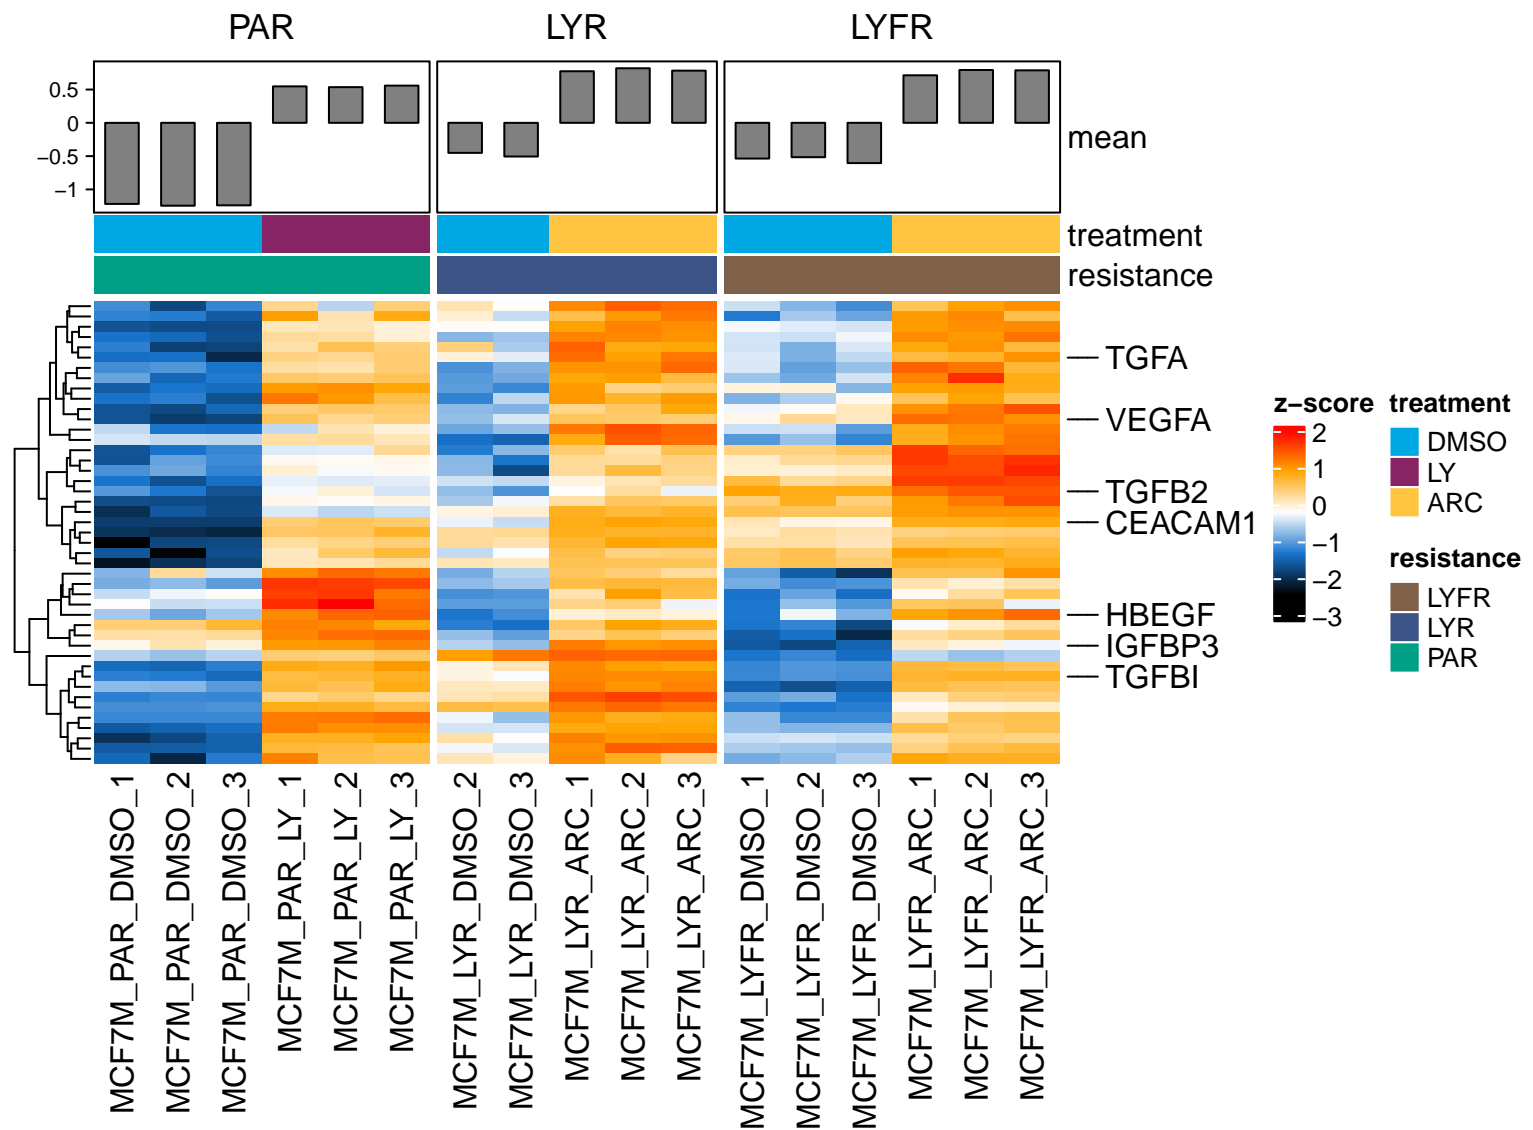 PAR LYR LYFR
0.5
0
−0.5
−1
mean
treatment
resistance
TGFA
VEGFA
TGFB2
CEACAM1
HBEGF
IGFBP3
TGFBI
z−score
2
1
0
−1
−2
−3
treatment
DMSO
LY
ARC
resistance
LYFR
LYR
PAR
MCF7M_PAR_DMSO_1
MCF7M_PAR_DMSO_2
MCF7M_PAR_DMSO_3
MCF7M_PAR_LY_1
MCF7M_PAR_LY_2
MCF7M_PAR_LY_3
MCF7M_LYR_DMSO_2
MCF7M_LYR_DMSO_3
MCF7M_LYR_ARC_1
MCF7M_LYR_ARC_2
MCF7M_LYR_ARC_3
MCF7M_LYFR_DMSO_1
MCF7M_LYFR_DMSO_2
MCF7M_LYFR_DMSO_3
MCF7M_LYFR_ARC_1
MCF7M_LYFR_ARC_2
MCF7M_LYFR_ARC_3